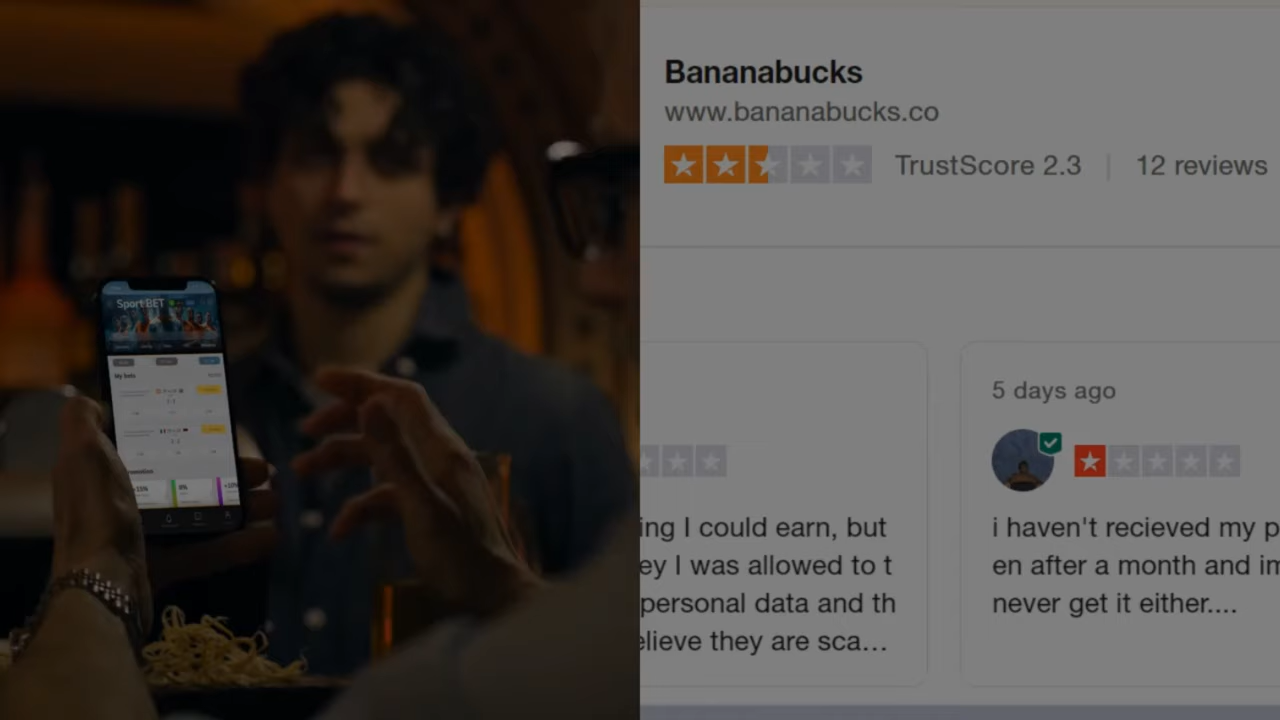 Sport BET
My bets
Bananabucks
www.bananabucks.co
TrustScore 2.3 | 12 reviews
5 days ago
ing I could earn, but
ey I was allowed to t
personal data and th
elieve they are sca...
i haven't recieved my p
en after a month and im
never get it either....